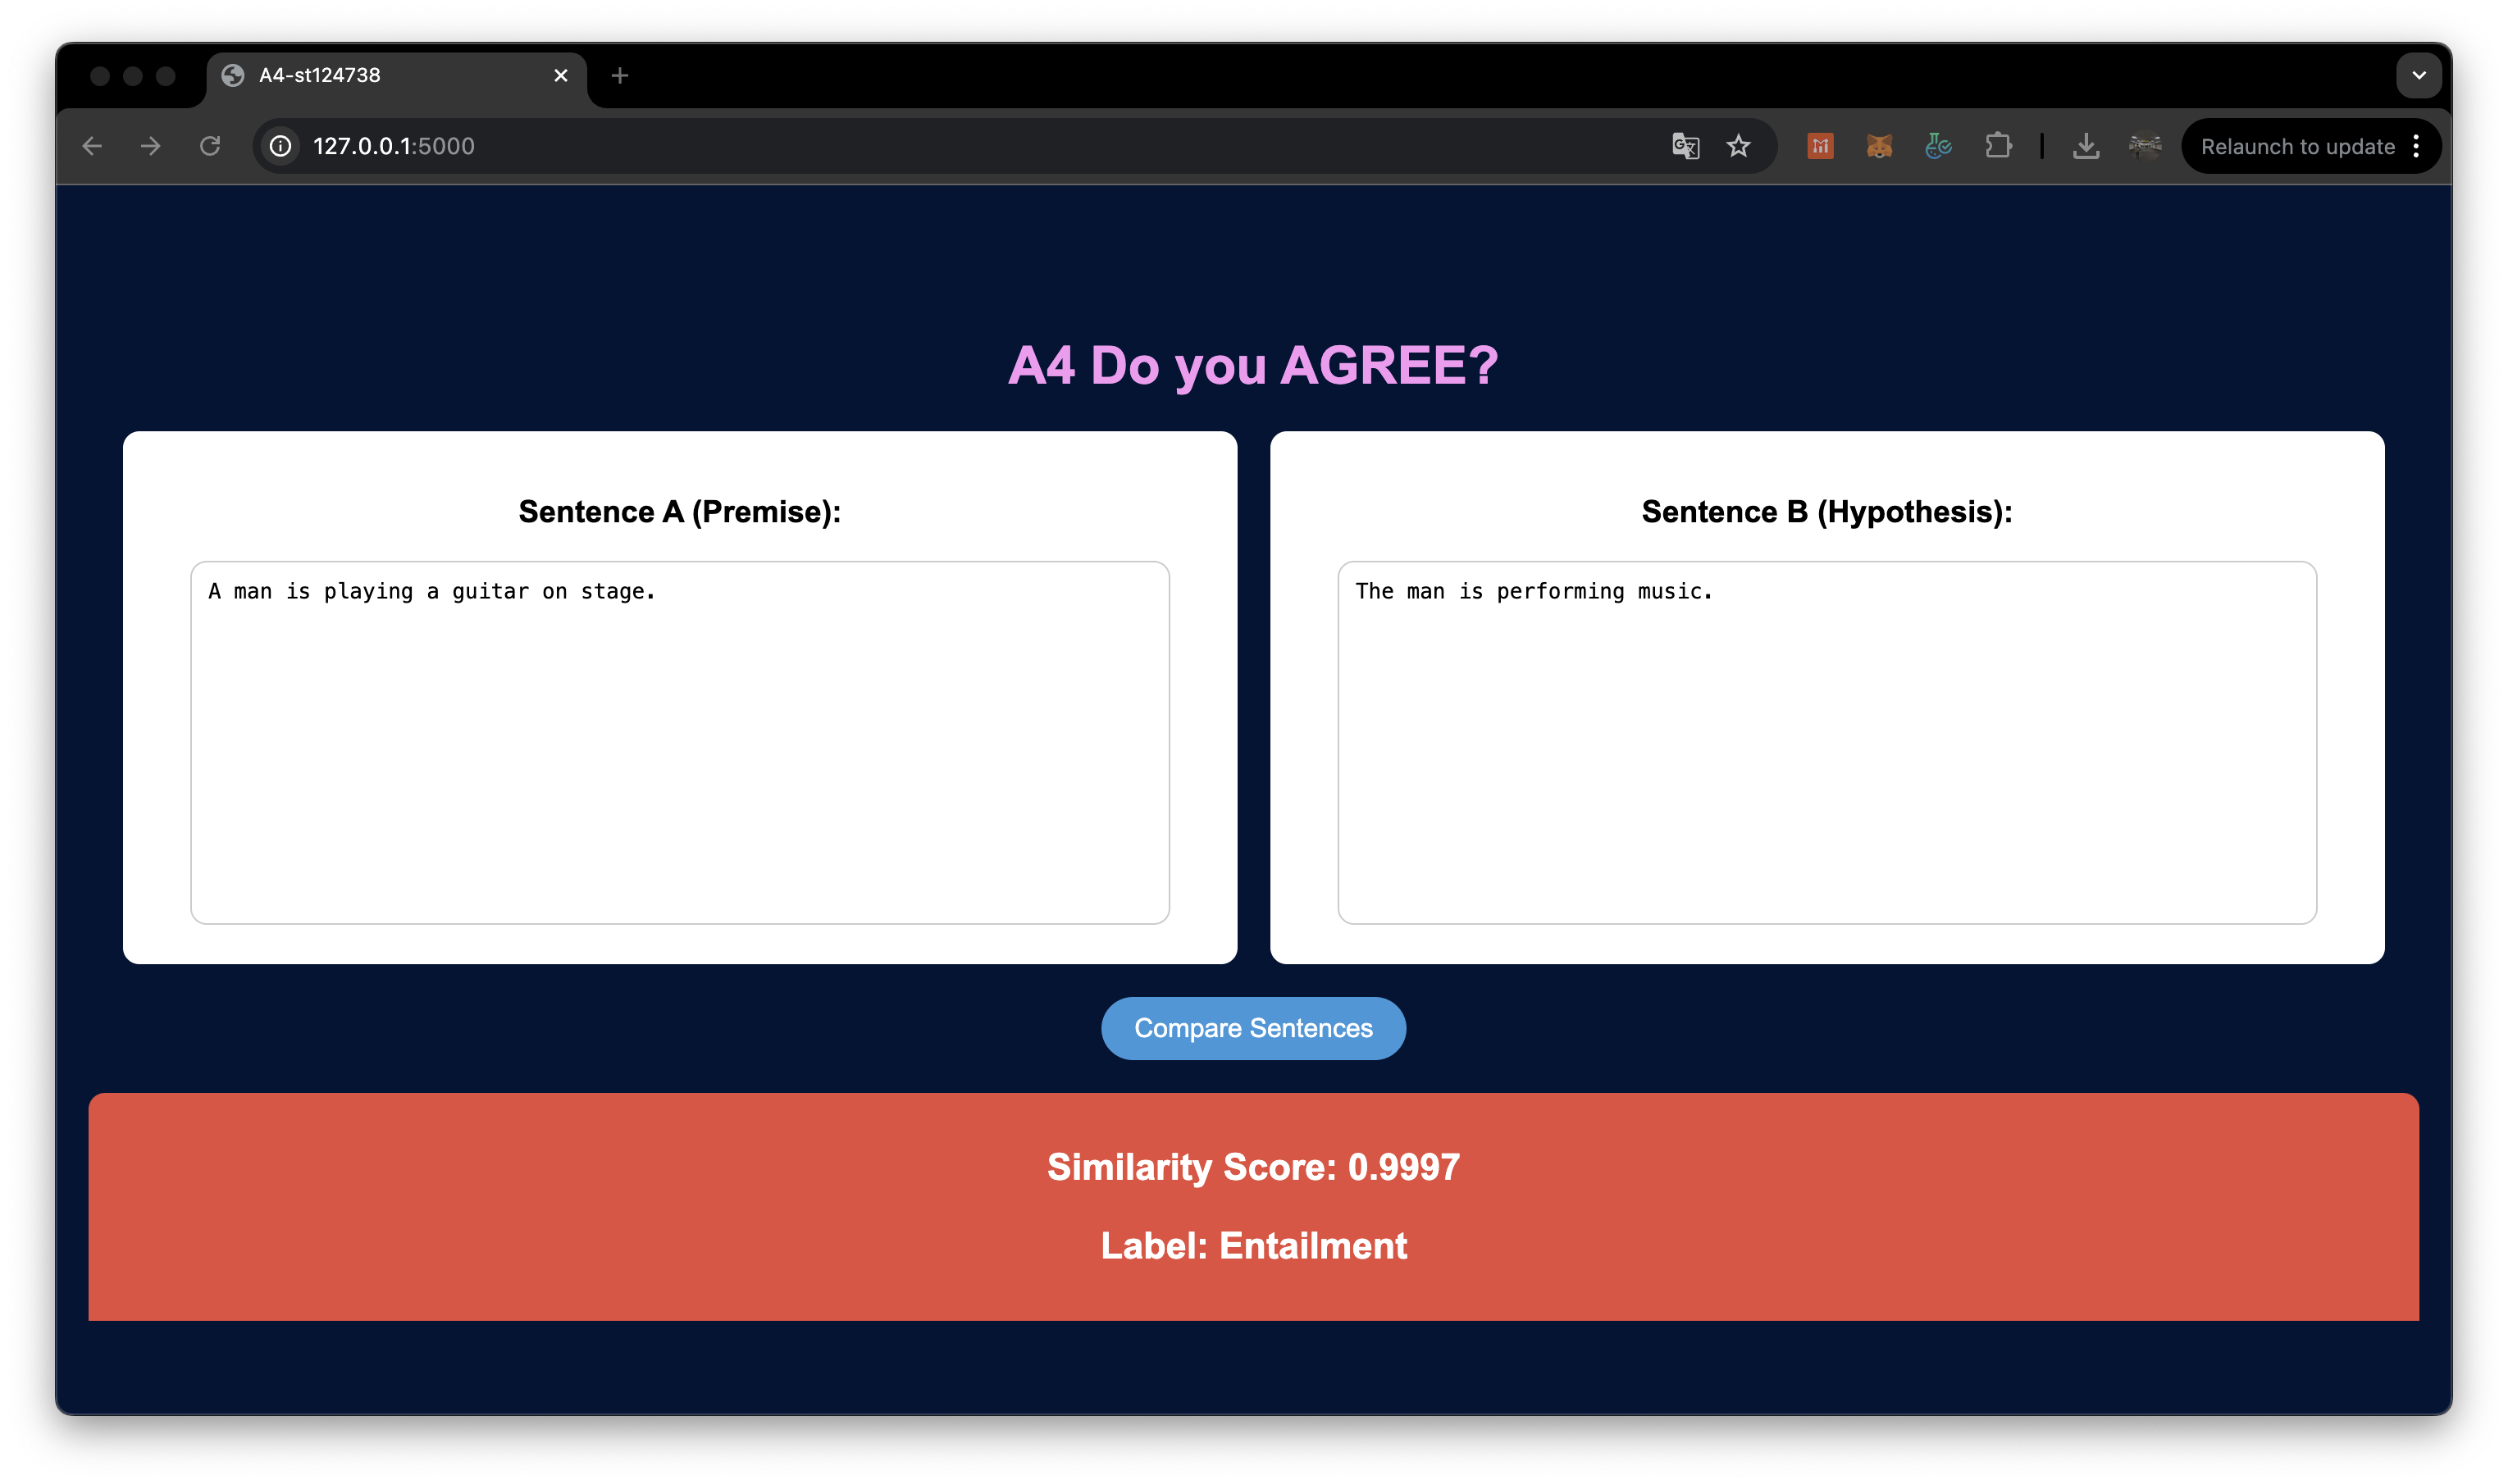 A4-st124738
127.0.0.1:5000
Relaunch to update
A4 Do you AGREE?
Sentence A (Premise):
A man is playing a guitar on stage.
Sentence B (Hypothesis):
The man is performing music.
Compare Sentences
Similarity Score: 0.9997
Label: Entailment